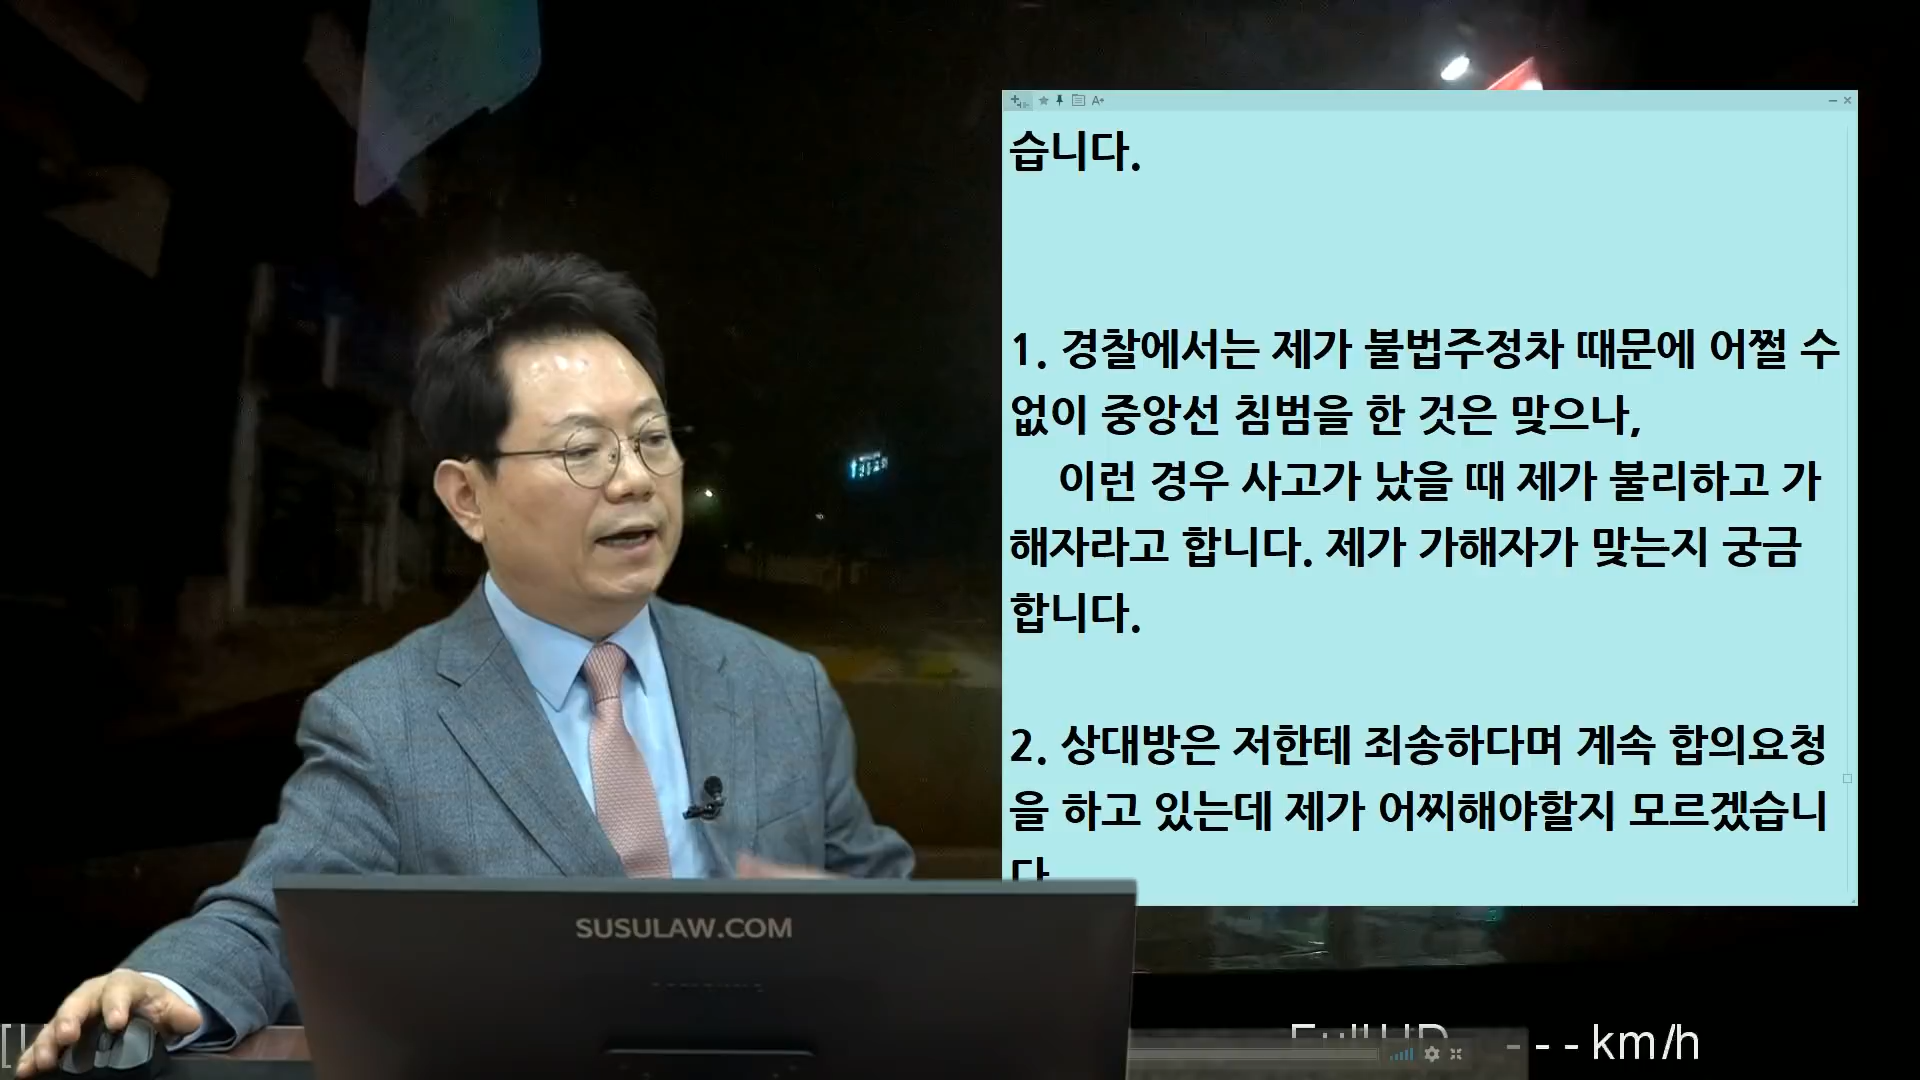 습니다.
1. 경찰에서는 제가 불법주정차 때문에 어쩔 수
없이 중앙선 침범을 한 것은 맞으나,
이런 경우 사고가 났을 때 제가 불리하고 가
해자라고 합니다. 제가 가해자가 맞는지 궁금
합니다.
2. 상대방은 저한테 죄송하다며 계속 합의요청
을 하고 있는데 제가 어찌해야할지 모르겠습니
다
SUSULAW.COM
Full HD - - - km/h